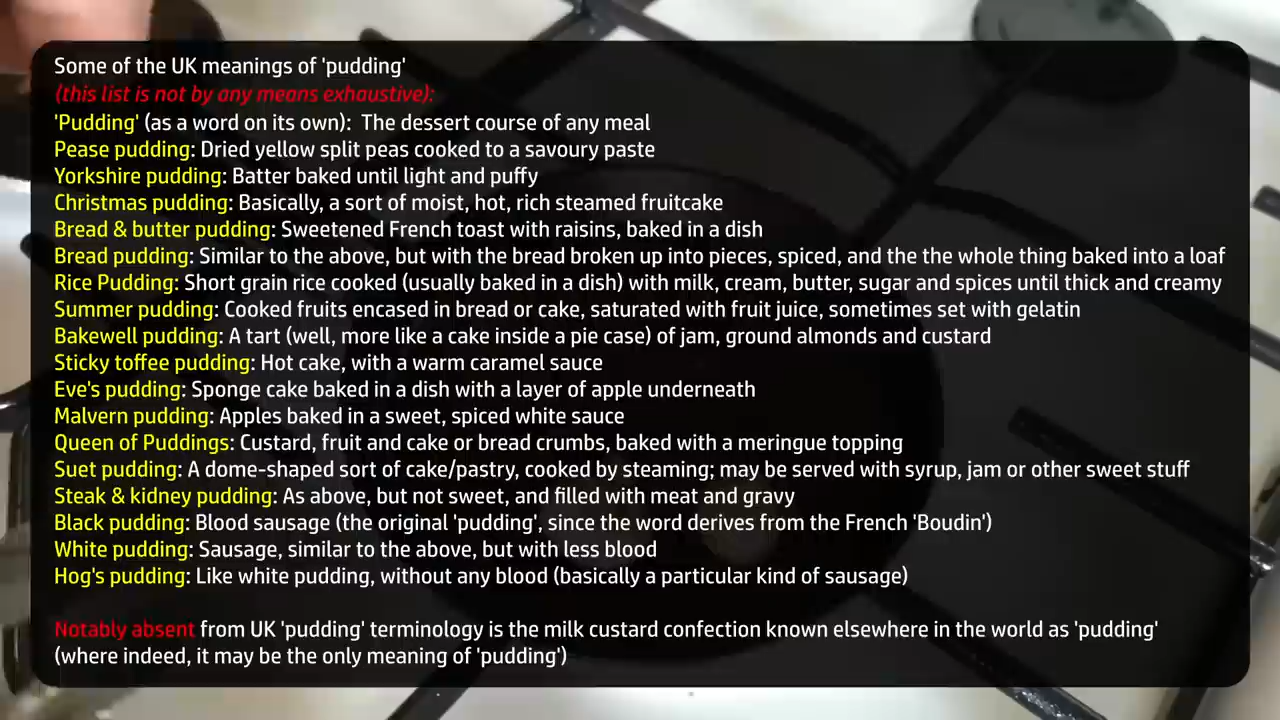 Some of the UK meanings of 'pudding'
(this list is not by any means exhaustive):
'Pudding' (as a word on its own): The dessert course of any meal
Pease pudding: Dried yellow split peas cooked to a savoury paste
Yorkshire pudding: Batter baked until light and puffy
Christmas pudding: Basically, a sort of moist, hot, rich steamed fruitcake
Bread & butter pudding: Sweetened French toast with raisins, baked in a dish
Bread pudding: Similar to the above, but with the bread broken up into pieces, spiced, and the the whole thing baked into a loaf
Rice Pudding: Short grain rice cooked (usually baked in a dish) with milk, cream, butter, sugar and spices until thick and creamy
Summer pudding: Cooked fruits encased in bread or cake, saturated with fruit juice, sometimes set with gelatin
Bakewell pudding: A tart (well, more like a cake inside a pie case) of jam, ground almonds and custard
Sticky toffee pudding: Hot cake, with a warm caramel sauce
Eve's pudding: Sponge cake baked in a dish with a layer of apple underneath
Malvern pudding: Apples baked in a sweet, spiced white sauce
Queen of Puddings: Custard, fruit and cake or bread crumbs, baked with a meringue topping
Suet pudding: A dome-shaped sort of cake/pastry, cooked by steaming; may be served with syrup, jam or other sweet stuff
Steak & kidney pudding: As above, but not sweet, and filled with meat and gravy
Black pudding: Blood sausage (the original 'pudding', since the word derives from the French 'Boudin')
White pudding: Sausage, similar to the above, but with less blood
Hog's pudding: Like white pudding, without any blood (basically a particular kind of sausage)
Notably absent from UK 'pudding' terminology is the milk custard confection known elsewhere in the world as 'pudding'
(where indeed, it may be the only meaning of 'pudding')